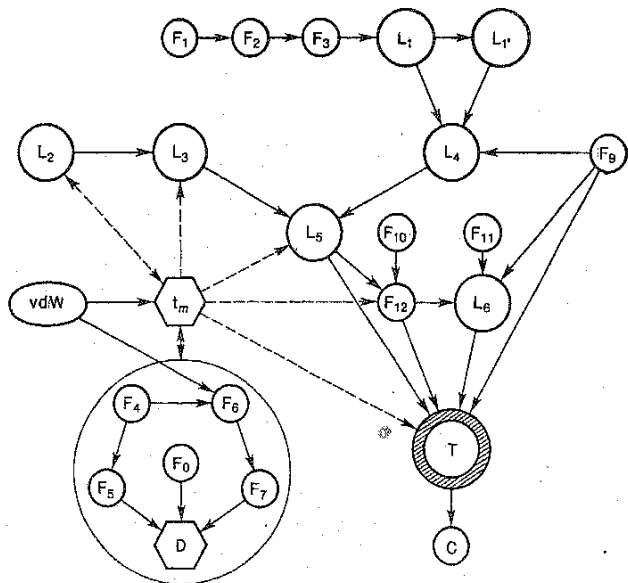 F₁ F₂ F₃ L₁ L₁'
L₂ L₃ L₄ F₉
L₅ F₁₀ F₁₁
vdW tₘ F₁₂ L₆
F₄ F₆
F₀ T
F₅ F₇
D C